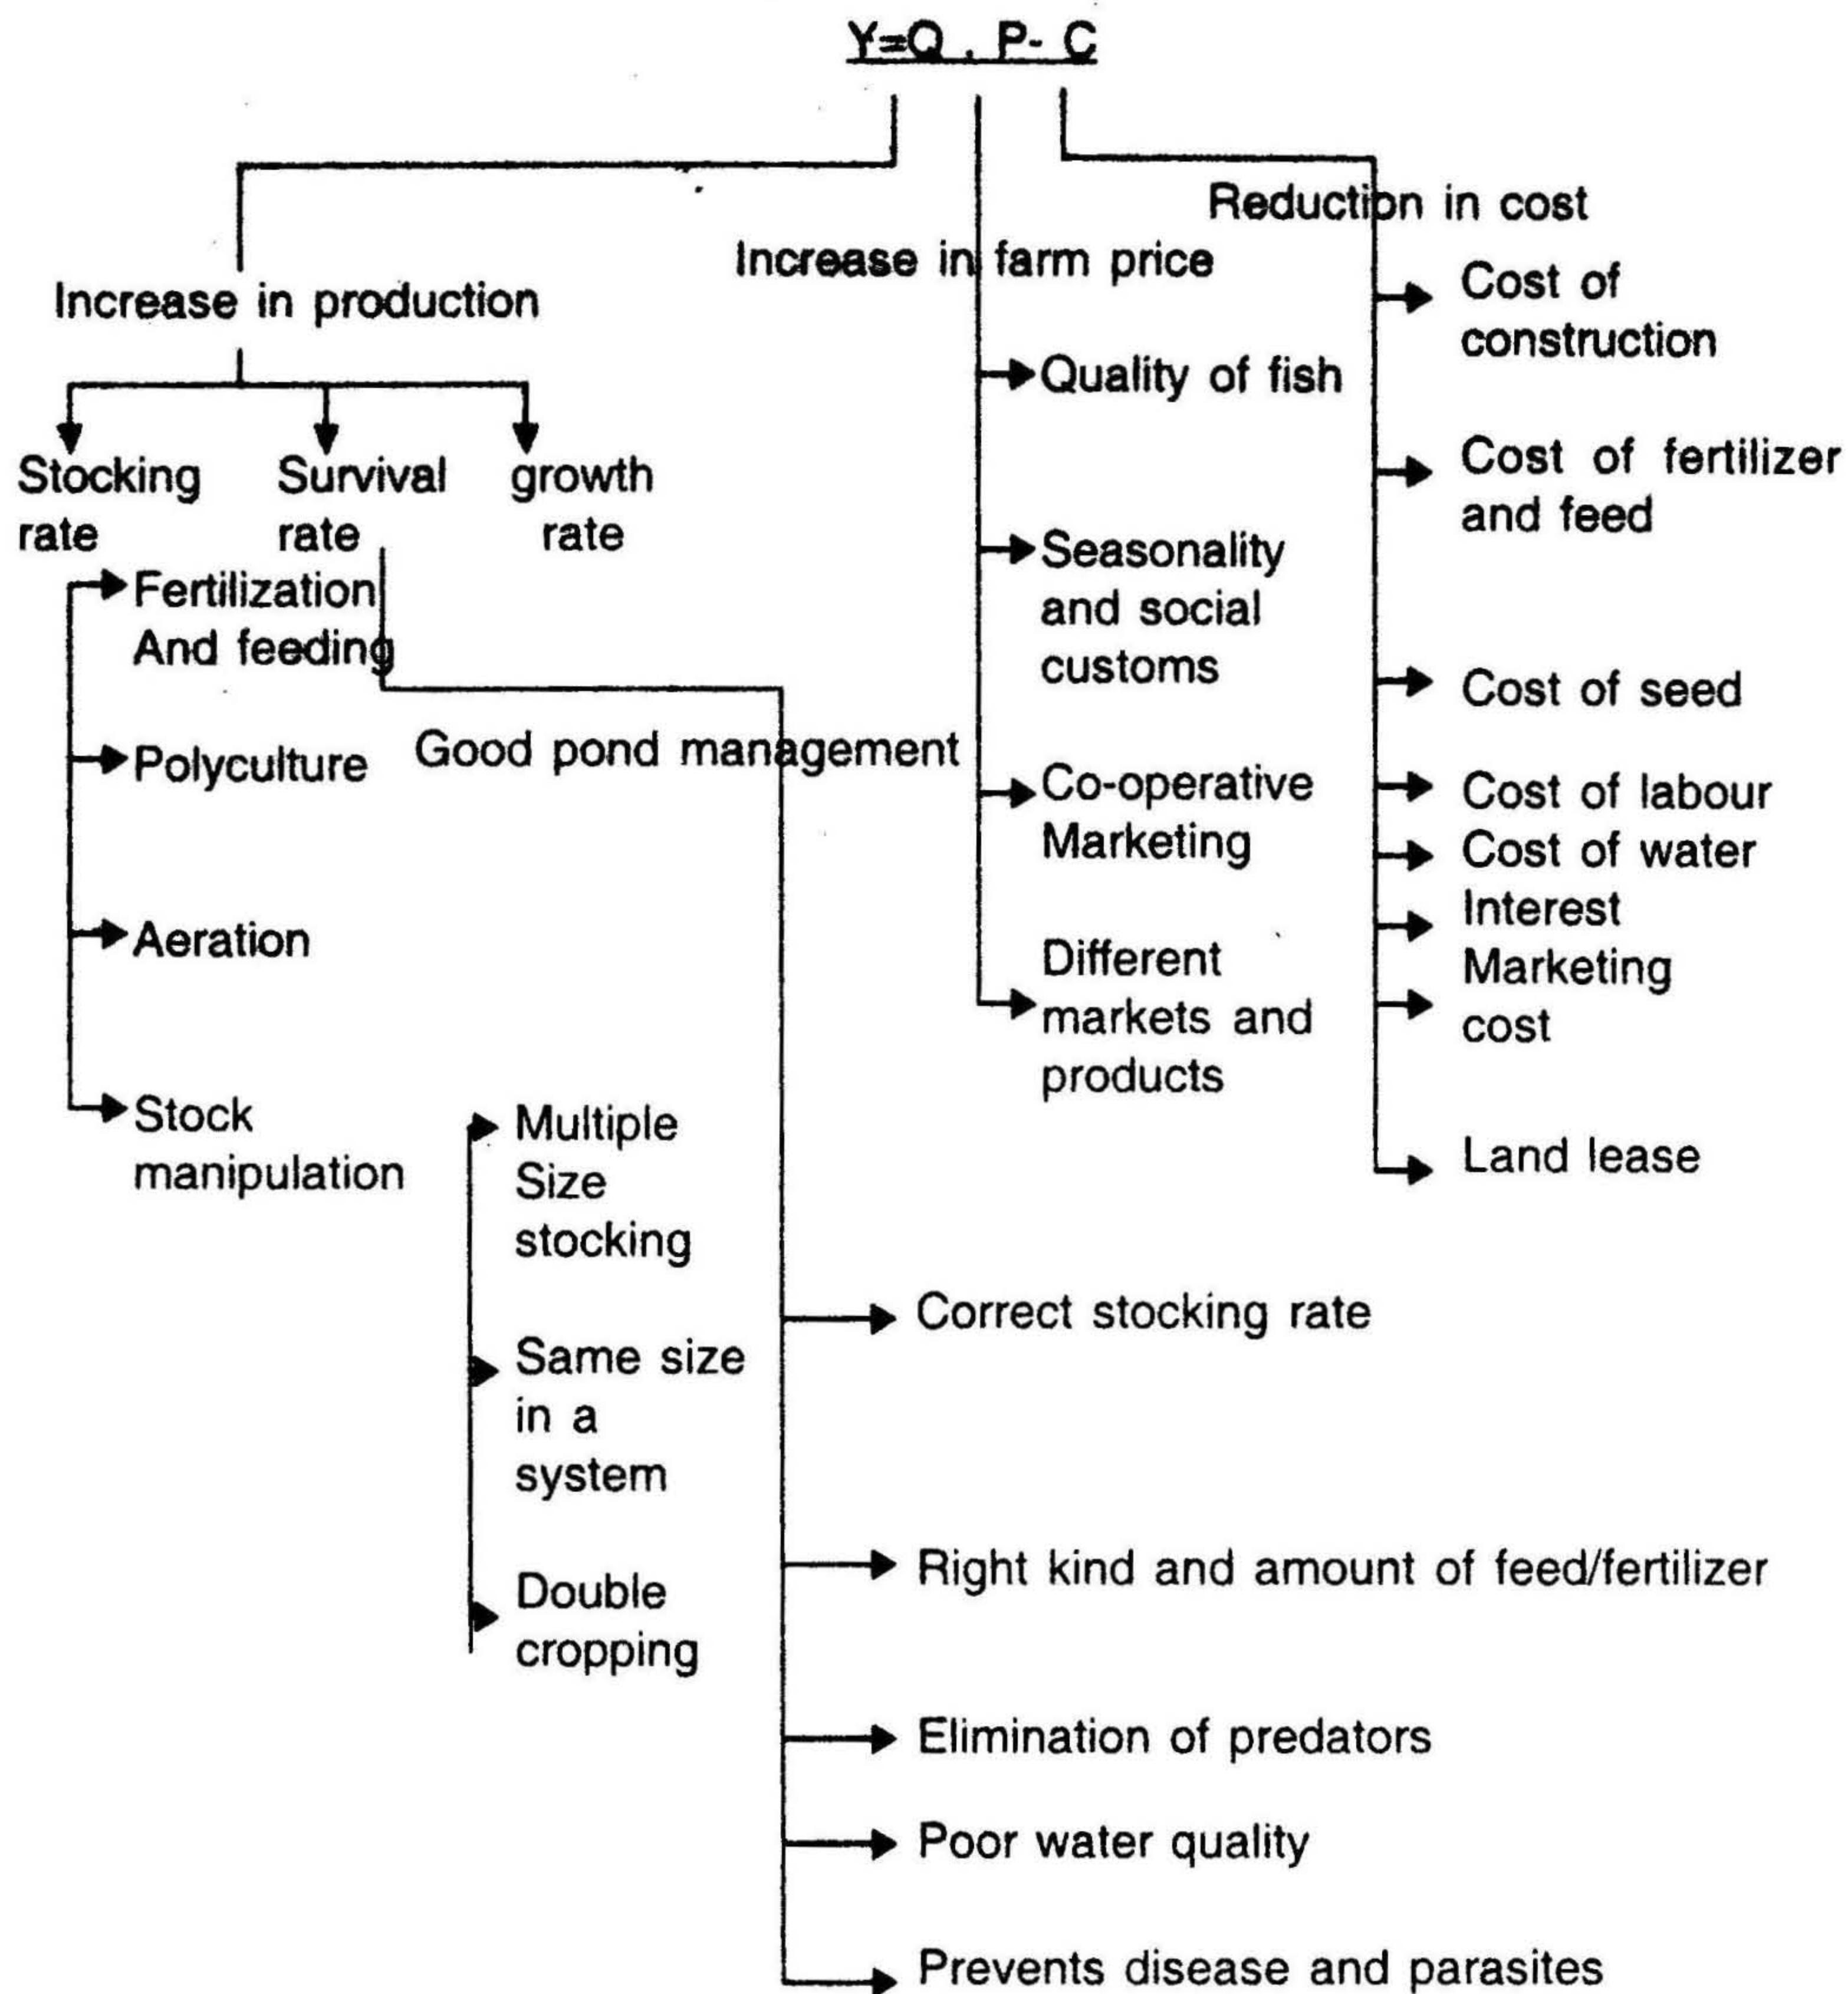 Y=Q . P- C
Reduction in cost
Increase in farm price
Increase in production
Stocking
rate
Survival
rate
growth
rate
Fertilization
And feeding
Polyculture
Aeration
Stock
manipulation
Multiple
Size
stocking
Same size
in a
system
Double
cropping
Good pond management
Correct stocking rate
Right kind and amount of feed/fertilizer
Elimination of predators
Poor water quality
Prevents disease and parasites
Quality of fish
Seasonality
and social
customs
Co-operative
Marketing
Different
markets and
products
Cost of
construction
Cost of fertilizer
and feed
Cost of seed
Cost of labour
Cost of water
Interest
Marketing
cost
Land lease